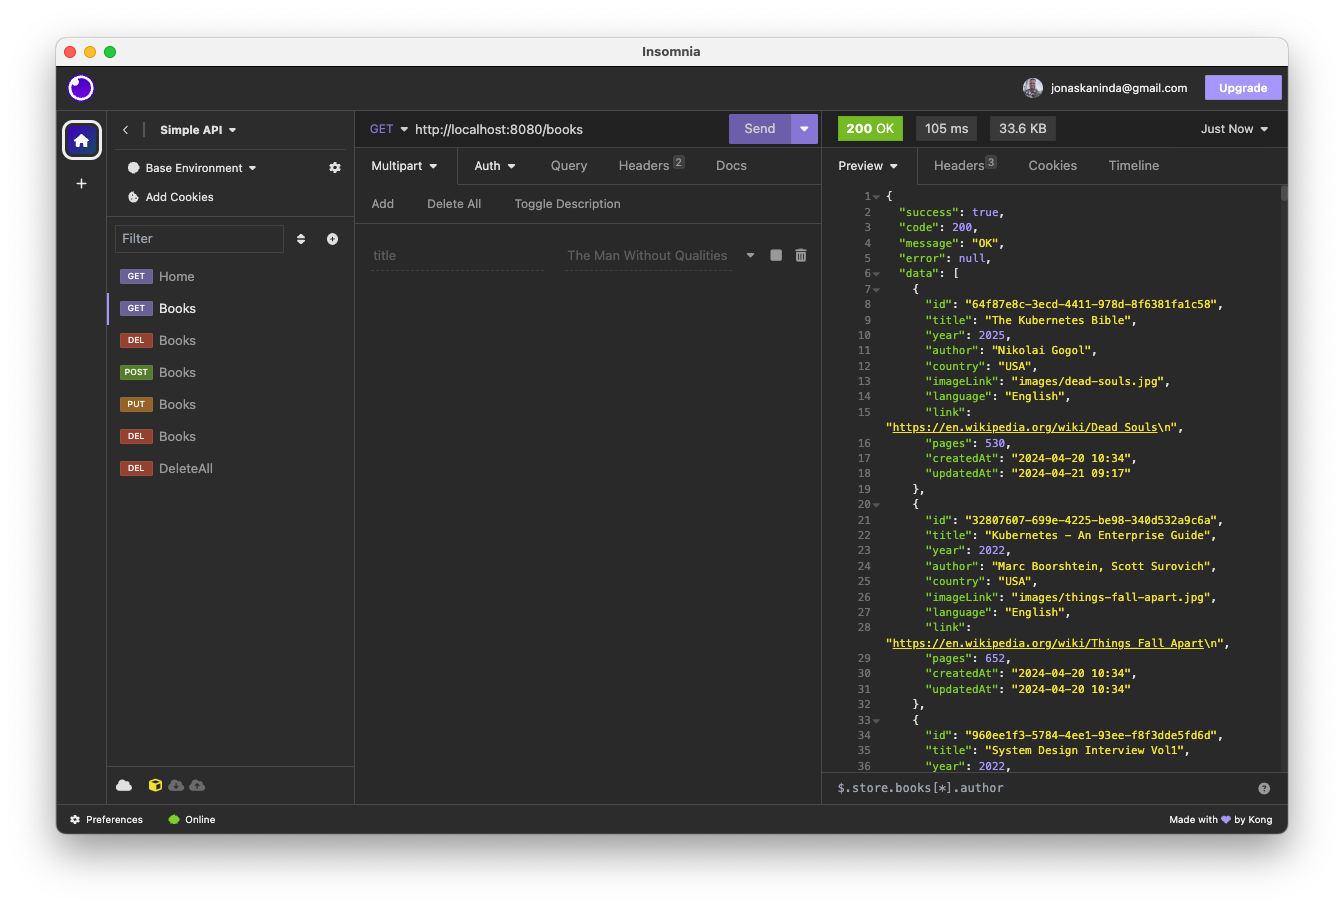 Insomnia
jonaskaninda@gmail.com
Upgrade
Simple API
Base Environment
Add Cookies
Filter
GET Home
GET Books
DEL Books
POST Books
PUT Books
DEL Books
DEL DeleteAll
GET http://localhost:8080/books
Send
Multipart Auth Query Headers 2 Docs
Add Delete All Toggle Description
title The Man Without Qualities
200 OK 105 ms 33.6 KB Just Now
Preview Headers 3 Cookies Timeline
1 {
2 "success": true,
3 "code": 200,
4 "message": "OK",
5 "error": null,
6 "data": [
7 {
8 "id": "64f87e8c-3ecd-4411-978d-8f6381fa1c58",
9 "title": "The Kubernetes Bible",
10 "year": 2025,
11 "author": "Nikolai Gogol",
12 "country": "USA",
13 "imageLink": "images/dead-souls.jpg",
14 "language": "English",
15 "link":
"https://en.wikipedia.org/wiki/Dead_Souls\n",
16 "pages": 530,
17 "createdAt": "2024-04-20 10:34",
18 "updatedAt": "2024-04-21 09:17"
19 },
20 {
21 "id": "32807607-699e-4225-be98-340d532a9c6a",
22 "title": "Kubernetes - An Enterprise Guide",
23 "year": 2022,
24 "author": "Marc Boorshtein, Scott Surovich",
25 "country": "USA",
26 "imageLink": "images/things-fall-apart.jpg",
27 "language": "English",
28 "link":
"https://en.wikipedia.org/wiki/Things_Fall_Apart\n",
29 "pages": 652,
30 "createdAt": "2024-04-20 10:34",
31 "updatedAt": "2024-04-20 10:34"
32 },
33 {
34 "id": "960ee1f3-5784-4ee1-93ee-f8f3dde5fd6d",
35 "title": "System Design Interview Vol1",
36 "year": 2022,
$.store.books[*].author
Preferences Online
Made with by Kong